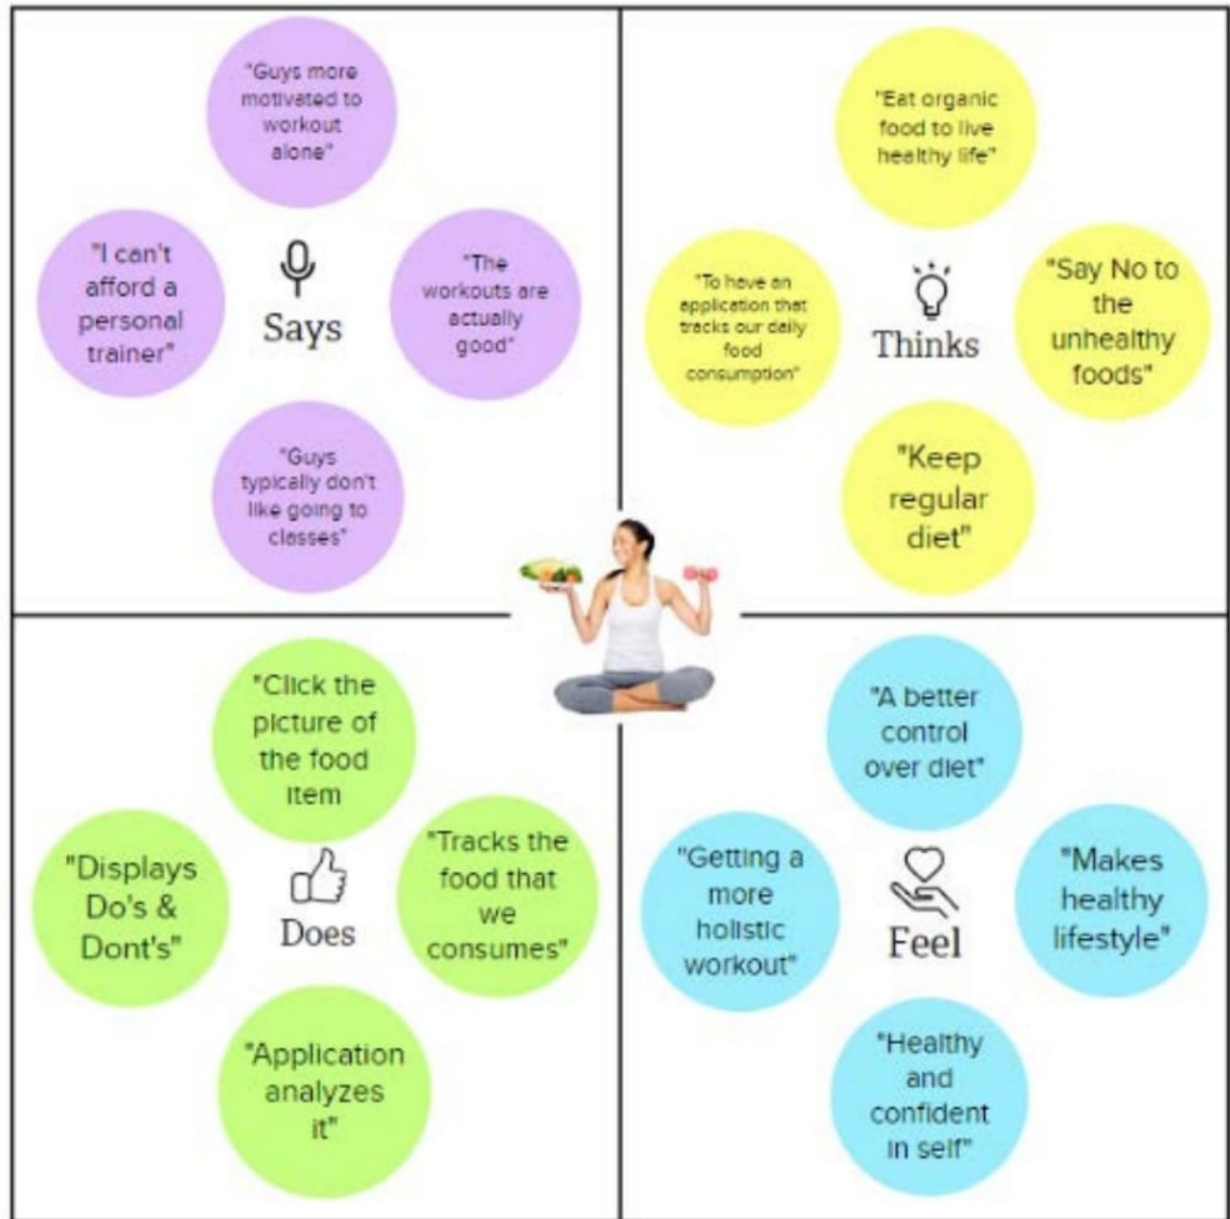 "Guys more
motivated to
workout
alone"
"I can't
afford a
personal
trainer"
Says
"The
workouts are
actually
good"
"Guys
typically don't
like going to
classes"
"Eat organic
food to live
healthy life"
"To have an
application that
tracks our daily
food
consumption"
Thinks
"Say No to
the
unhealthy
foods"
"Keep
regular
diet"
"Click the
picture of
the food
item
"Displays
Do's &
Dont's"
Does
"Tracks the
food that
we
consumes"
"Application
analyzes
it"
"A better
control
over diet"
"Getting a
more
holistic
workout"
Feel
"Makes
healthy
lifestyle"
"Healthy
and
confident
in self"